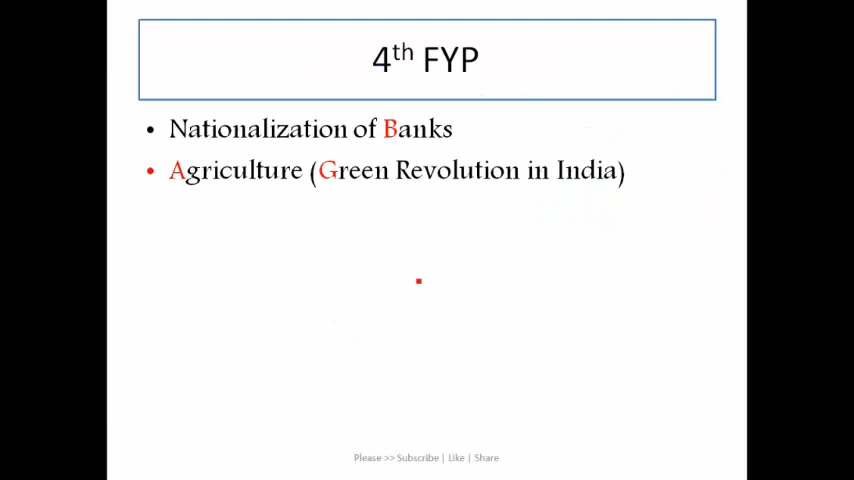 4th FYP
• Nationalization of Banks
• Agriculture (Green Revolution in India)
Please >> Subscribe | Like | Share